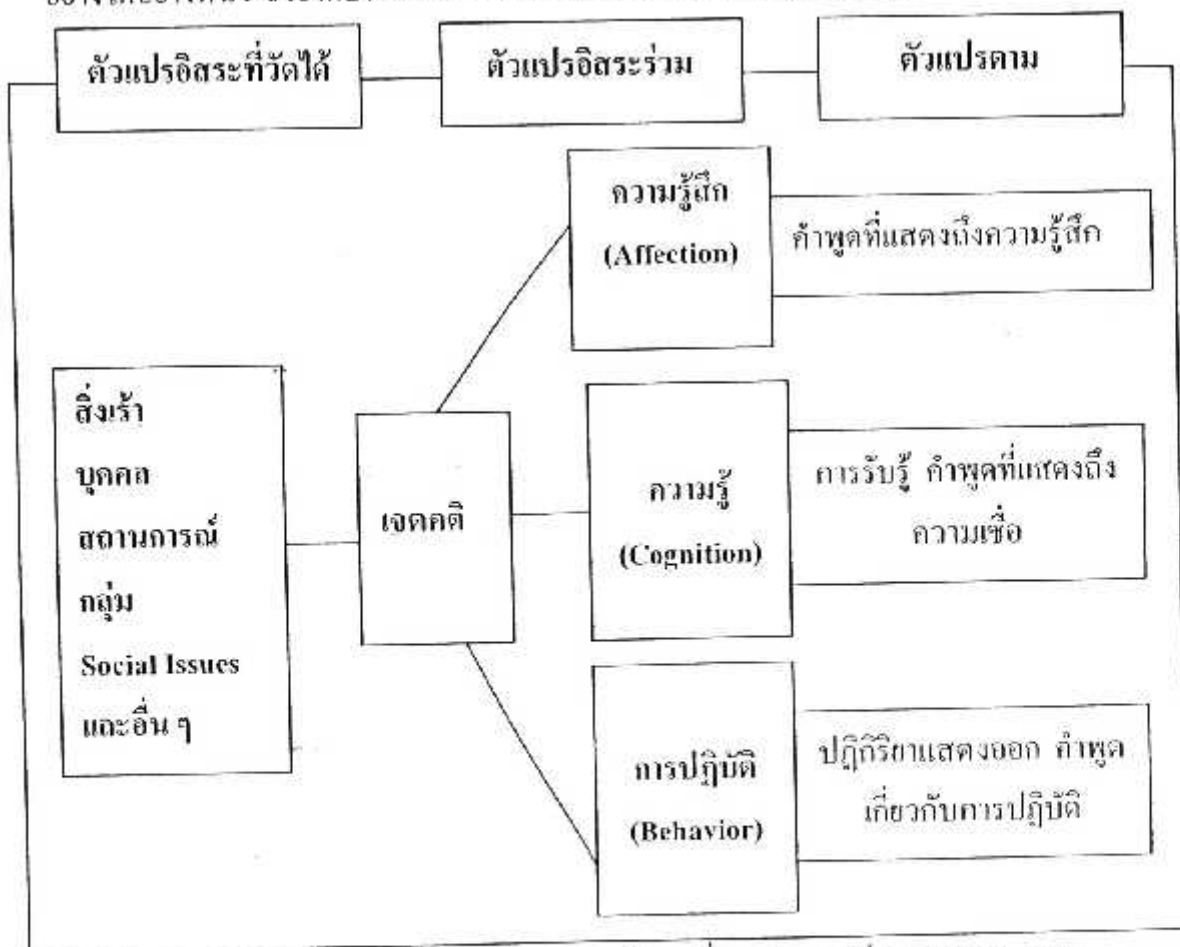 ตัวแปรอิสระที่วัดได้
ตัวแปรอิสระร่วม
ตัวแปรตาม
ความรู้สึก
(Affection)
คำพูดที่แสดงถึงความรู้สึก
สิ่งเร้า
บุคคล
สถานการณ์
กลุ่ม
Social Issues
และอื่น ๆ
เจตคติ
ความรู้
(Cognition)
การรับรู้ คำพูดที่แสดงถึง
ความเชื่อ
การปฏิบัติ
(Behavior)
ปฏิกิริยาแสดงออก คำพูด
เกี่ยวกับการปฏิบัติ